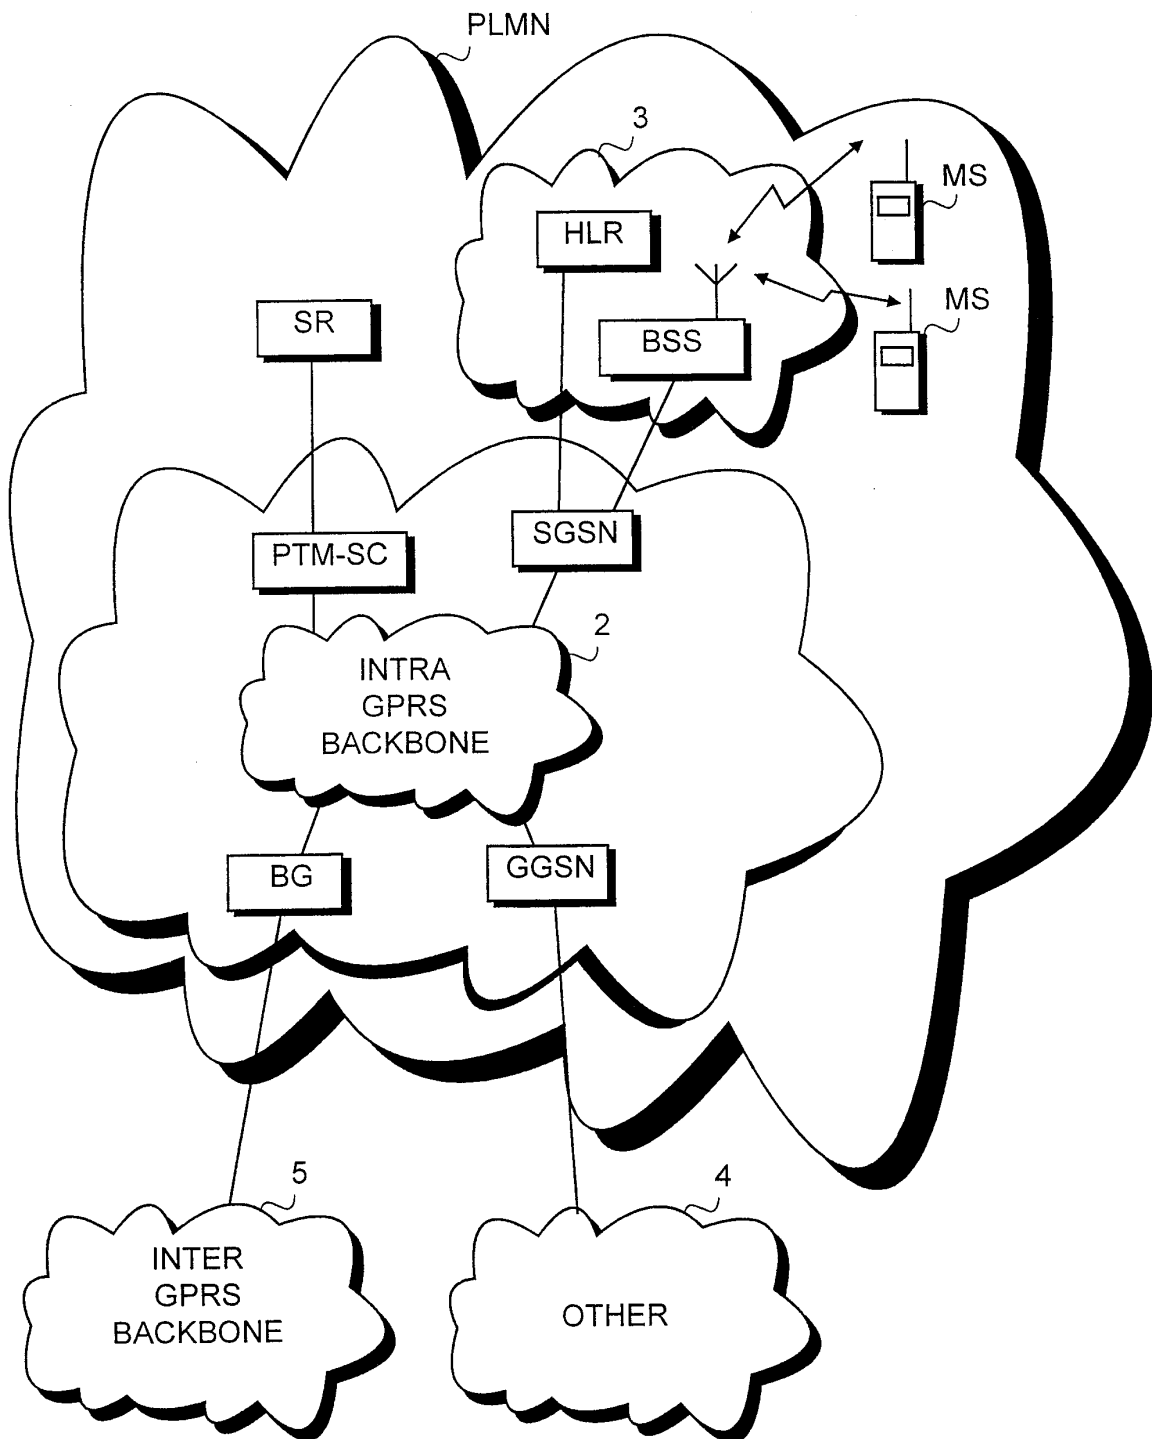 PLMN
3
MS
HLR
MS
SR
BSS
SGSN
PTM-SC
2
INTRA
GPRS
BACKBONE
BG
GGSN
5
4
INTER
GPRS
BACKBONE
OTHER